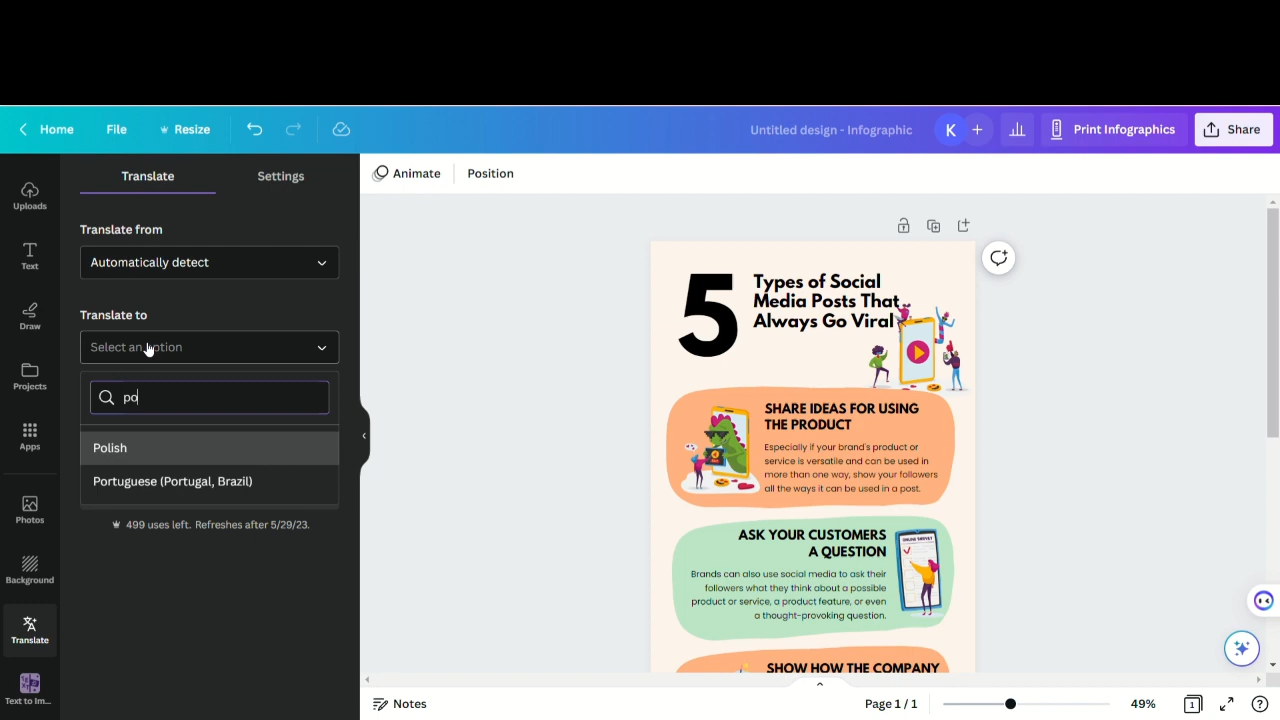 Home File Resize Untitled design - Infographic K + Print Infographics Share
Translate Settings
Animate Position
Uploads
Text
Draw
Projects
Apps
Photos
Background
Translate
Text to Im...
Translate from
Automatically detect
Translate to
Select an option
po
Polish
Portuguese (Portugal, Brazil)
499 uses left. Refreshes after 5/29/23.
5
Types of Social
Media Posts That
Always Go Viral
SHARE IDEAS FOR USING
THE PRODUCT
Especially if your brand's product or
service is versatile and can be used in
more than one way, show your followers
all the ways it can be used in a post.
ASK YOUR CUSTOMERS
A QUESTION
Brands can also use social media to ask their
followers what they think about a possible
product or service, a product feature, or even
a thought-provoking question.
ONLINE SURVEY
SHOW HOW THE COMPANY
Notes Page 1 / 1 49% 1 ?